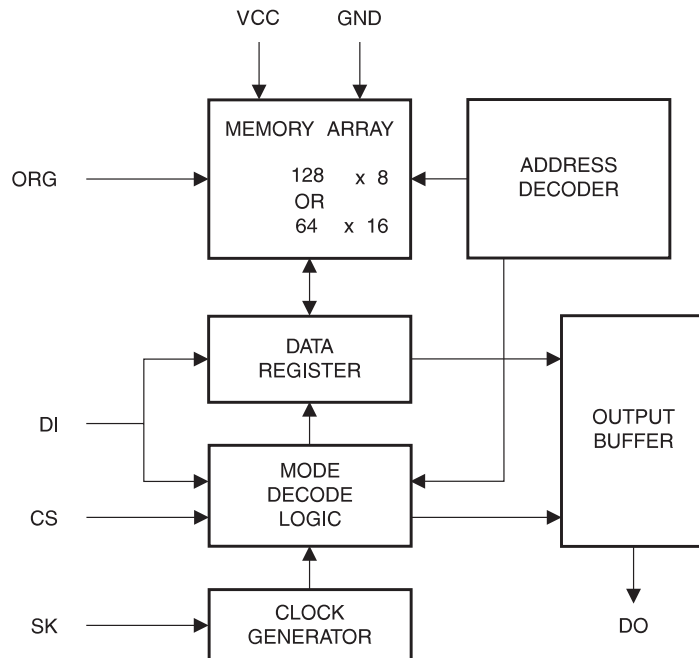 VCC GND
MEMORY ARRAY
128 x 8
OR
64 x 16
ADDRESS
DECODER
ORG
DATA
REGISTER
OUTPUT
BUFFER
DI
MODE
DECODE
LOGIC
CS
CLOCK
GENERATOR
SK
DO